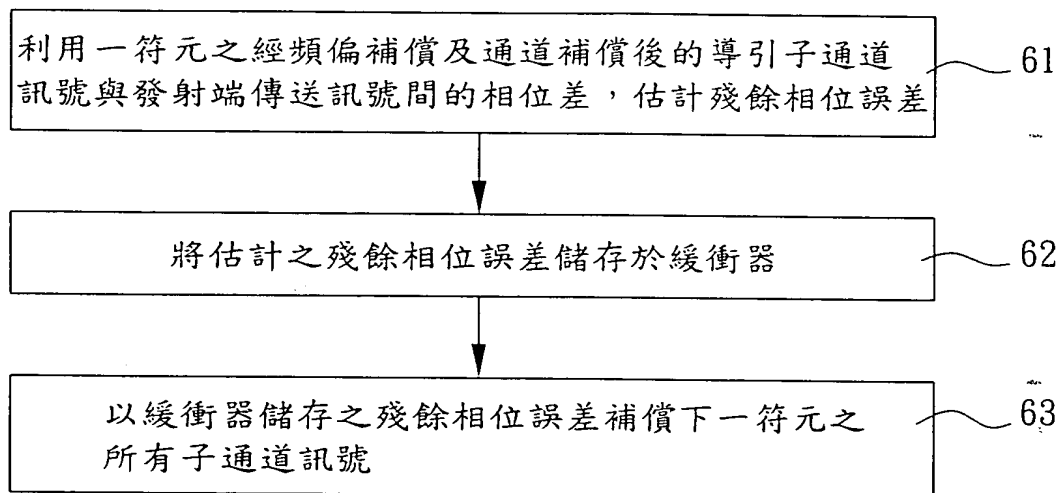 利用一符元之經頻偏補償及通道補償後的導引子通道
訊號與發射端傳送訊號間的相位差，估計殘餘相位誤差
61
將估計之殘餘相位誤差儲存於緩衝器
62
以緩衝器儲存之殘餘相位誤差補償下一符元之
所有子通道訊號
63